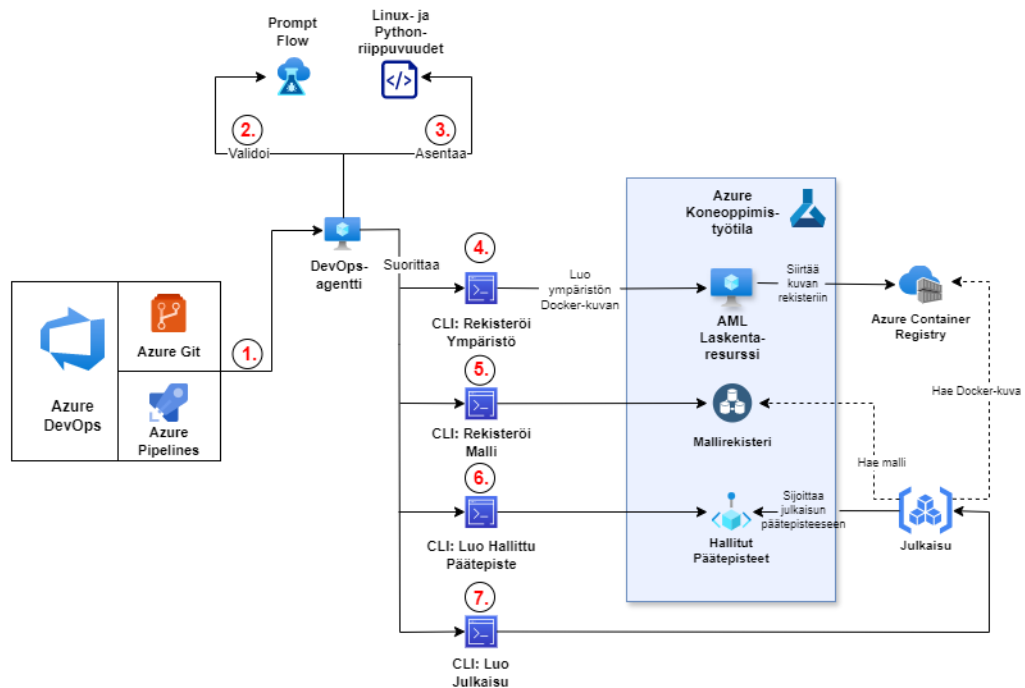 Prompt
Flow
Linux- ja
Python-
riippuvuudet
2.
Validoi
3.
Asentaa
DevOps-
agentti
Suorittaa
Azure
DevOps
Azure Git
Azure
Pipelines
1.
4.
CLI: Rekisteröi
Ympäristö
Luo
ympäristön
Docker-kuvan
Azure
Koneoppimis-
työtila
AML
Laskenta-
resurssi
Siirtää
kuvan
rekisteriin
Azure Container
Registry
5.
CLI: Rekisteröi
Malli
Mallirekisteri
Hae Docker-kuva
Hae malli
6.
CLI: Luo Hallittu
Päätepiste
Hallitut
Päätepisteet
Sijoittaa
julkaisun
päätepisteeseen
Julkaisu
7.
CLI: Luo
Julkaisu